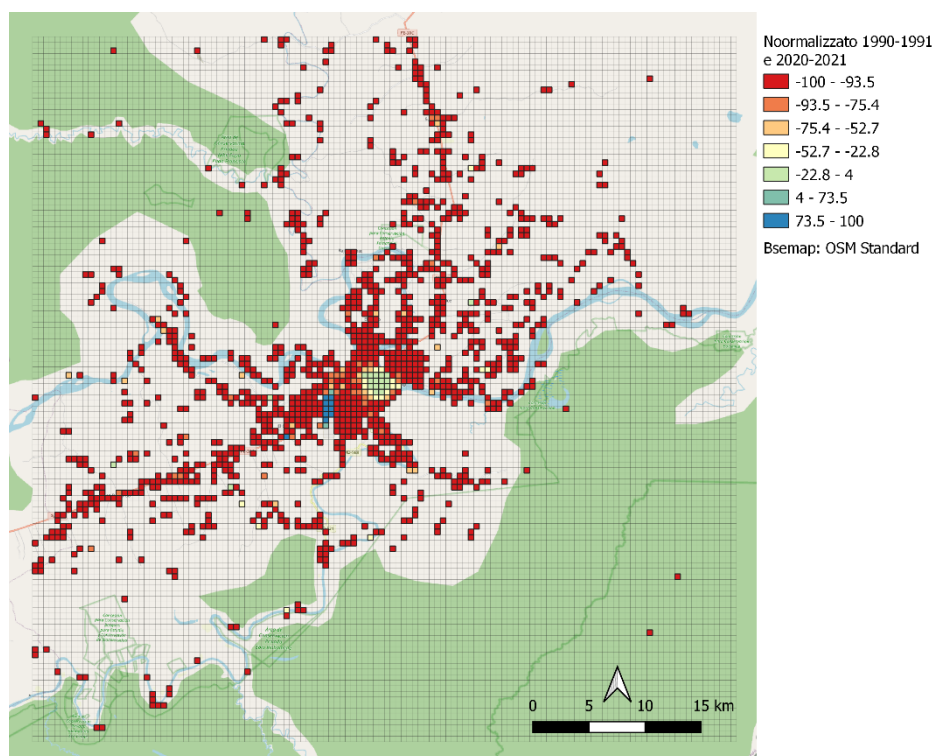 Noormalizzato 1990-1991
e 2020-2021
-100 - -93.5
-93.5 - -75.4
-75.4 - -52.7
-52.7 - -22.8
-22.8 - 4
4 - 73.5
73.5 - 100
Bsemap: OSM Standard
0 5 10 15 km